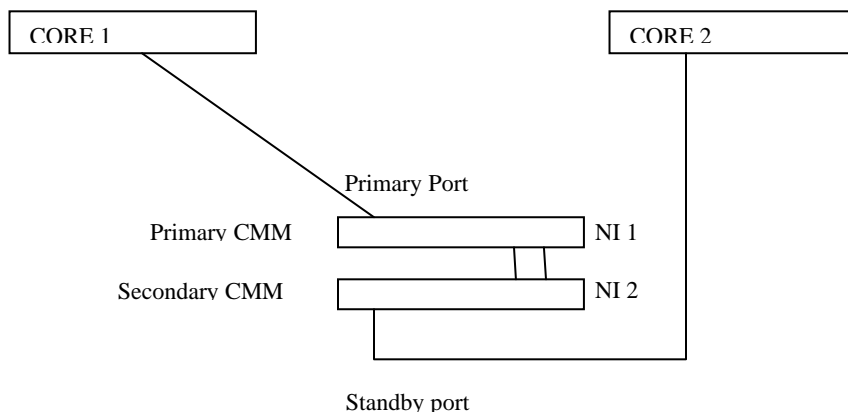 CORE 1
CORE 2
Primary Port
Primary CMM
NI 1
Secondary CMM
NI 2
Standby port